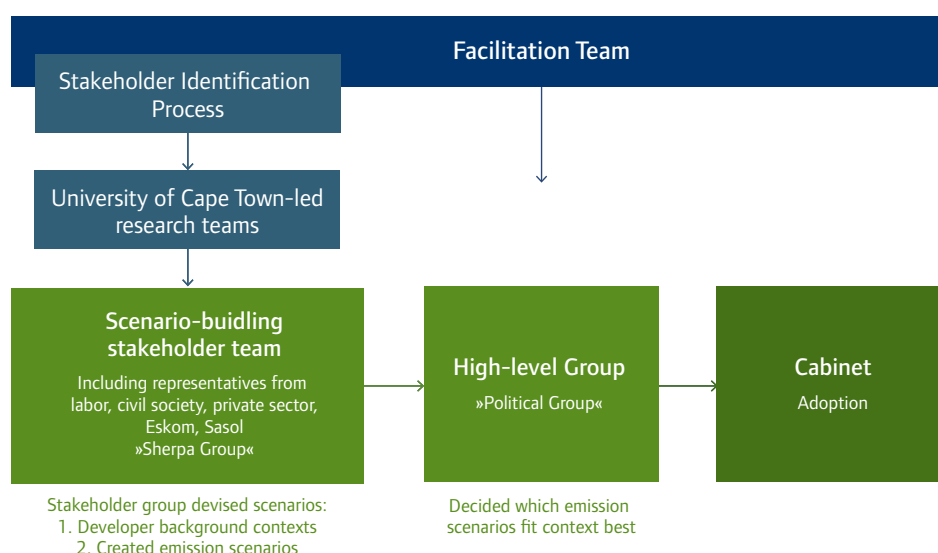 Facilitation Team
Stakeholder Identification
Process
University of Cape Town-led
research teams
Scenario-buidling
stakeholder team
Including representatives from
labor, civil society, private sector,
Eskom, Sasol
»Sherpa Group«
High-level Group
»Political Group«
Cabinet
Adoption
Stakeholder group devised scenarios:
1. Developer background contexts
2. Created emission scenarios
Decided which emission
scenarios fit context best